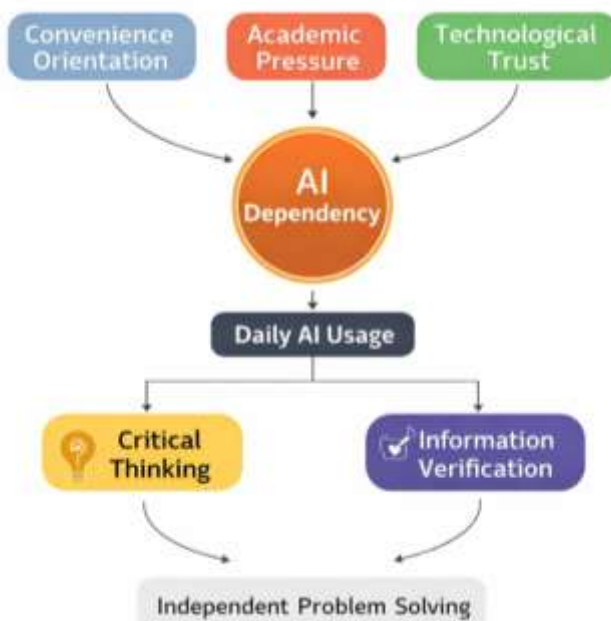 Convenience
Orientation
Academic
Pressure
Technological
Trust
AI
Dependency
Daily AI Usage
Critical
Thinking
Information
Verification
Independent Problem Solving